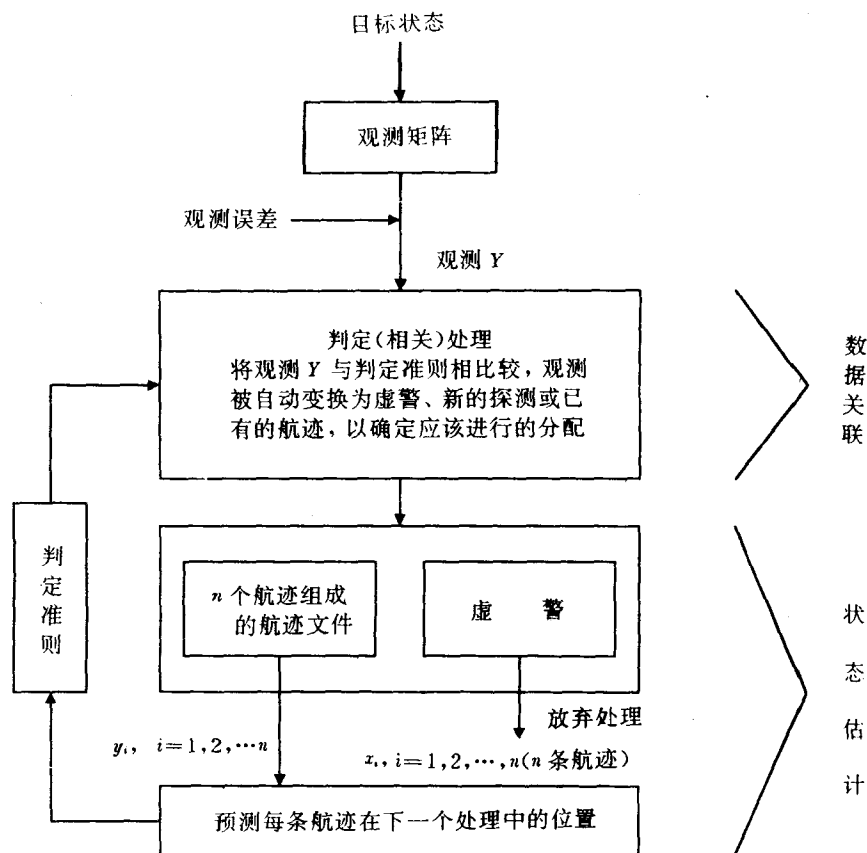 目标状态
观测矩阵
观测误差
观测 Y
判定(相关)处理
将观测 Y 与判定准则相比较,观测
被自动变换为虚警、新的探测或已
有的航迹,以确定应该进行的分配
数据关联
判定准则
n 个航迹组成
的航迹文件
虚 警
放弃处理
y_i, i=1,2,…n
x_i, i=1,2,…,n(n 条航迹)
预测每条航迹在下一个处理中的位置
状态估计